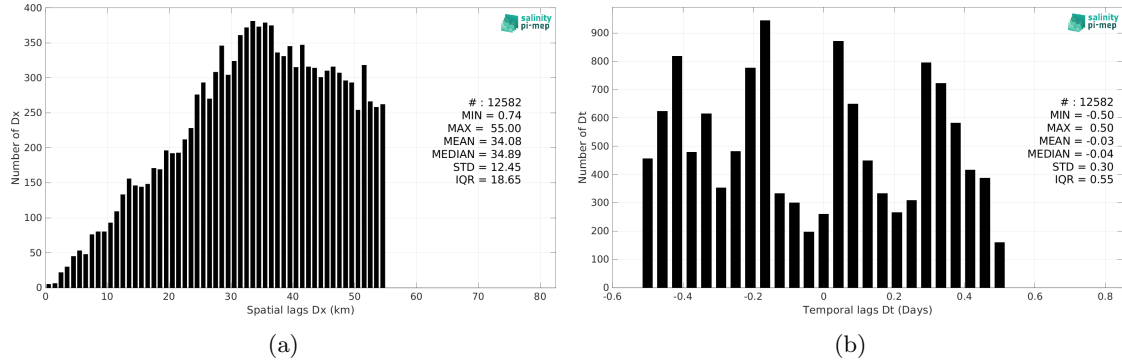 400
350
300
250
200
150
100
50
0
0 10 20 30 40 50 60 70 80
Number of Dx
Spatial lags Dx (km)
salinity
pi-mep
# : 12582
MIN = 0.74
MAX = 55.00
MEAN = 34.08
MEDIAN = 34.89
STD = 12.45
IQR = 18.65
(a)
900
800
700
600
500
400
300
200
100
0
-0.6 -0.4 -0.2 0 0.2 0.4 0.6 0.8
Number of Dt
Temporal lags Dt (Days)
salinity
pi-mep
# : 12582
MIN = -0.50
MAX = 0.50
MEAN = -0.03
MEDIAN = -0.04
STD = 0.30
IQR = 0.55
(b)